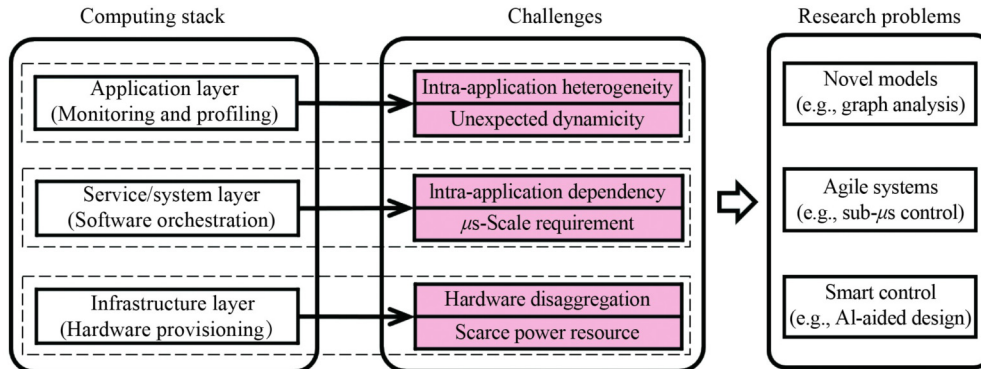 Computing stack
Challenges
Research problems
Application layer
(Monitoring and profiling)
Intra-application heterogeneity
Unexpected dynamicity
Novel models
(e.g., graph analysis)
Service/system layer
(Software orchestration)
Intra-application dependency
μs-Scale requirement
Agile systems
(e.g., sub-μs control)
Infrastructure layer
(Hardware provisioning)
Hardware disaggregation
Scarce power resource
Smart control
(e.g., AI-aided design)